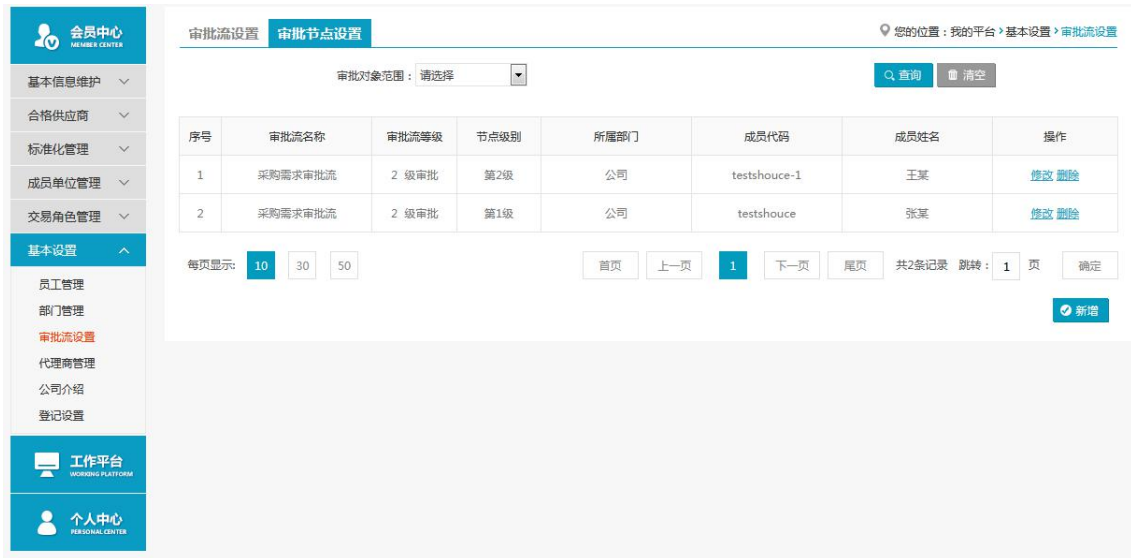 会员中心
MEMBER CENTER
基本信息维护
合格供应商
标准化管理
成员单位管理
交易角色管理
基本设置
员工管理
部门管理
审批流设置
代理商管理
公司介绍
登记设置
工作平台
WORKING PLATFORM
个人中心
PERSONAL CENTER
审批流设置 审批节点设置
您的位置:我的平台>基本设置>审批流设置
审批对象范围: 请选择 查询 清空
序号 审批流名称 审批流等级 节点级别 所属部门 成员代码 成员姓名 操作
1 采购需求审批流 2 级审批 第2级 公司 testshouce-1 王某 修改 删除
2 采购需求审批流 2 级审批 第1级 公司 testshouce 张某 修改 删除
每页显示: 10 30 50 首页 上一页 1 下一页 尾页 共2条记录 跳转: 1 页 确定
新增